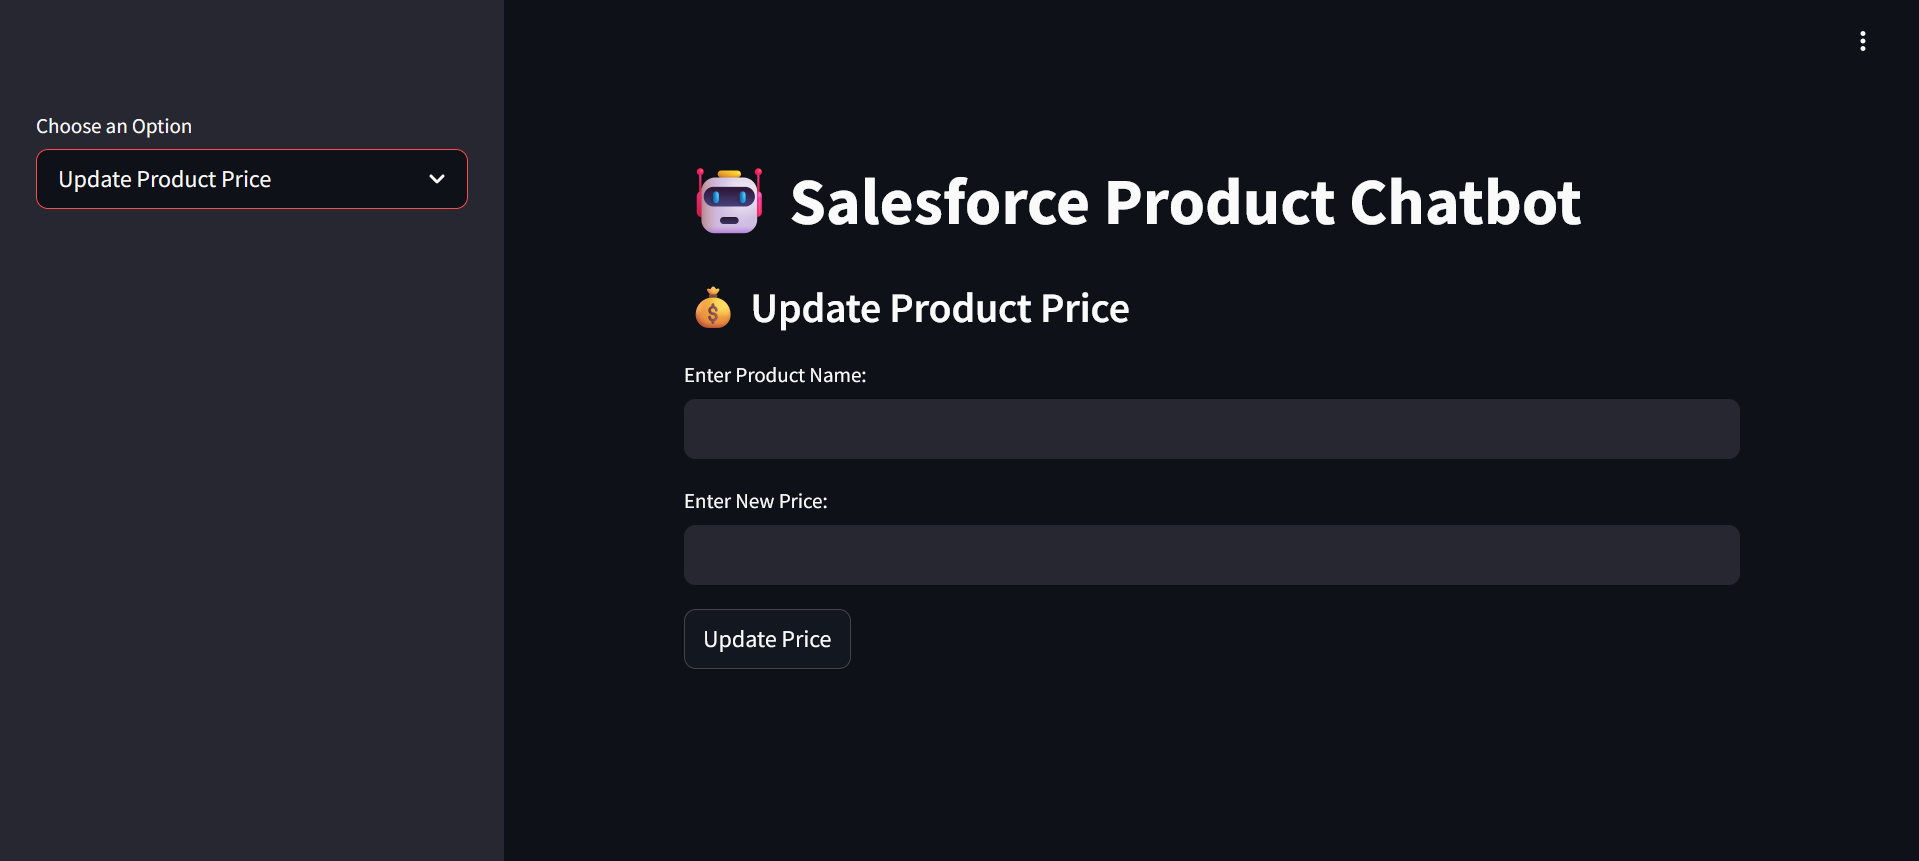 Choose an Option
Update Product Price
Salesforce Product Chatbot
Update Product Price
Enter Product Name:
Enter New Price:
Update Price